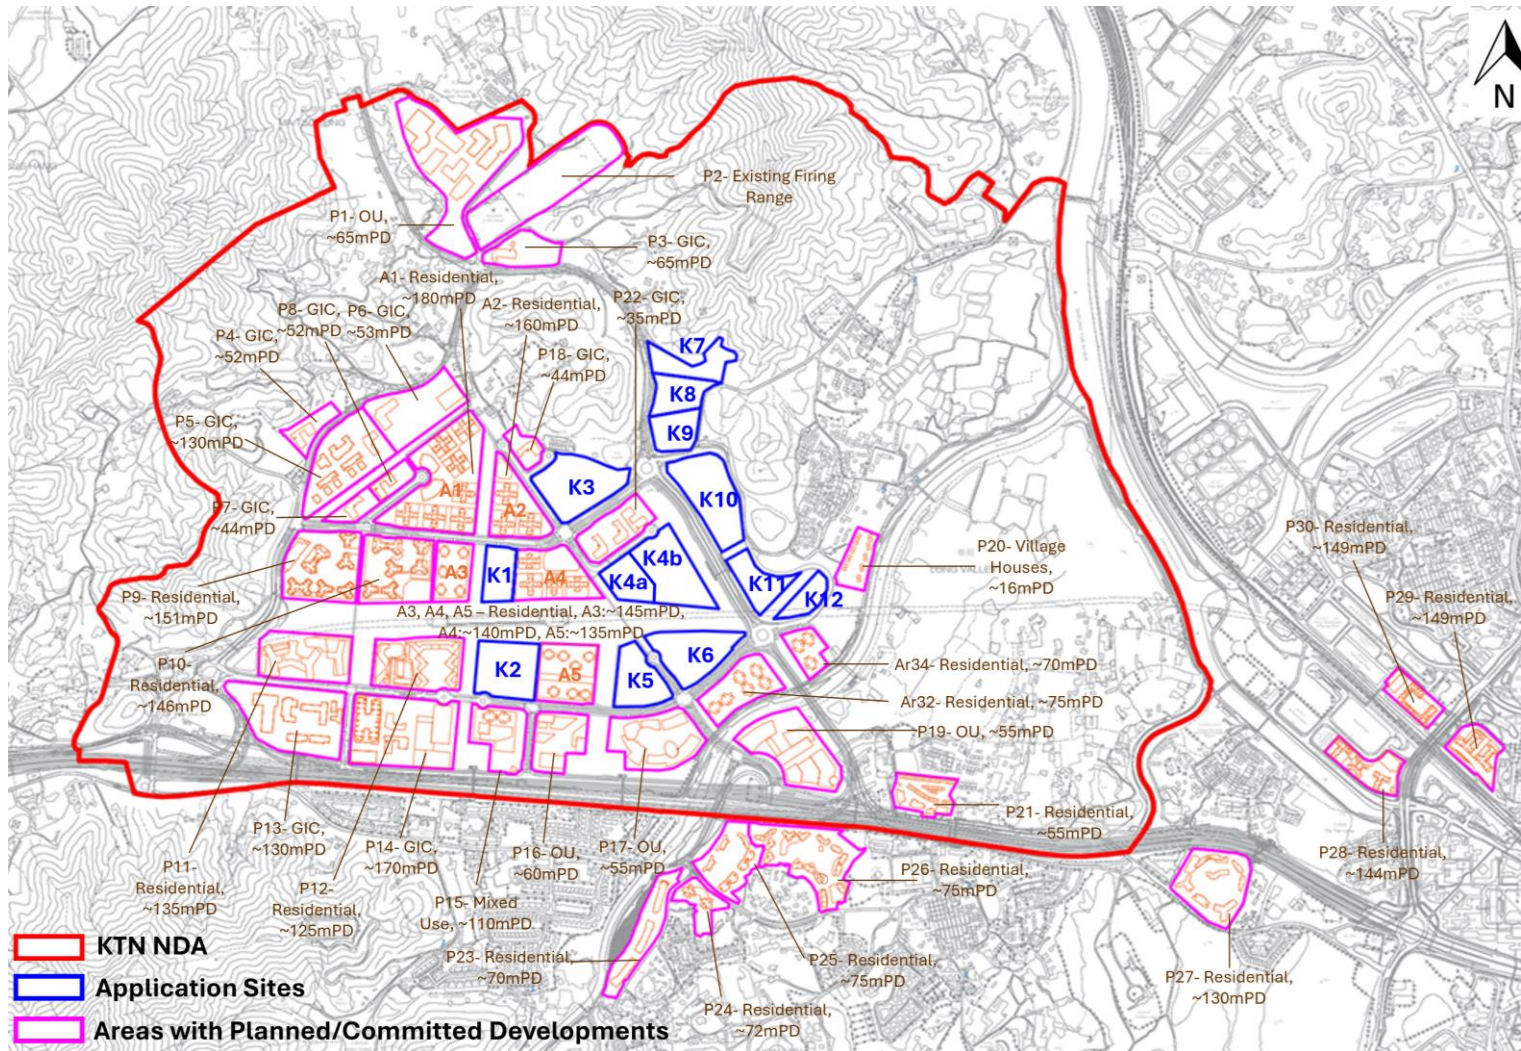 N
P2- Existing Firing
Range
P1- OU,
~65mPD
P3- GIC,
~65mPD
A1- Residential,
~180mPD
A2- Residential,
~160mPD
P22- GIC,
~35mPD
P8- GIC,
~52mPD
P6- GIC,
~53mPD
P4- GIC,
~52mPD
P18- GIC,
~44mPD
P5- GIC,
~130mPD
P7- GIC,
~44mPD
K7
K8
K9
K3
K10
A1
A2
A3
K1
A4
K4a
K4b
K11
K12
P20- Village
Houses,
~16mPD
P30- Residential,
~149mPD
P29- Residential,
~149mPD
P9- Residential,
~151mPD
A3, A4, A5 – Residential, A3:~145mPD,
A4:~140mPD, A5:~135mPD
P10-
Residential,
~146mPD
K2
A5
K5
K6
Ar34- Residential, ~70mPD
Ar32- Residential, ~75mPD
P19- OU, ~55mPD
P21- Residential,
~55mPD
P13- GIC,
~130mPD
P14- GIC,
~170mPD
P16- OU,
~60mPD
P17- OU,
~55mPD
P11-
Residential,
~135mPD
P12-
Residential,
~125mPD
P15- Mixed
Use, ~110mPD
P26- Residential,
~75mPD
P28- Residential,
~144mPD
P23- Residential,
~70mPD
P25- Residential,
~75mPD
P24- Residential,
~72mPD
P27- Residential,
~130mPD
KTN NDA
Application Sites
Areas with Planned/Committed Developments